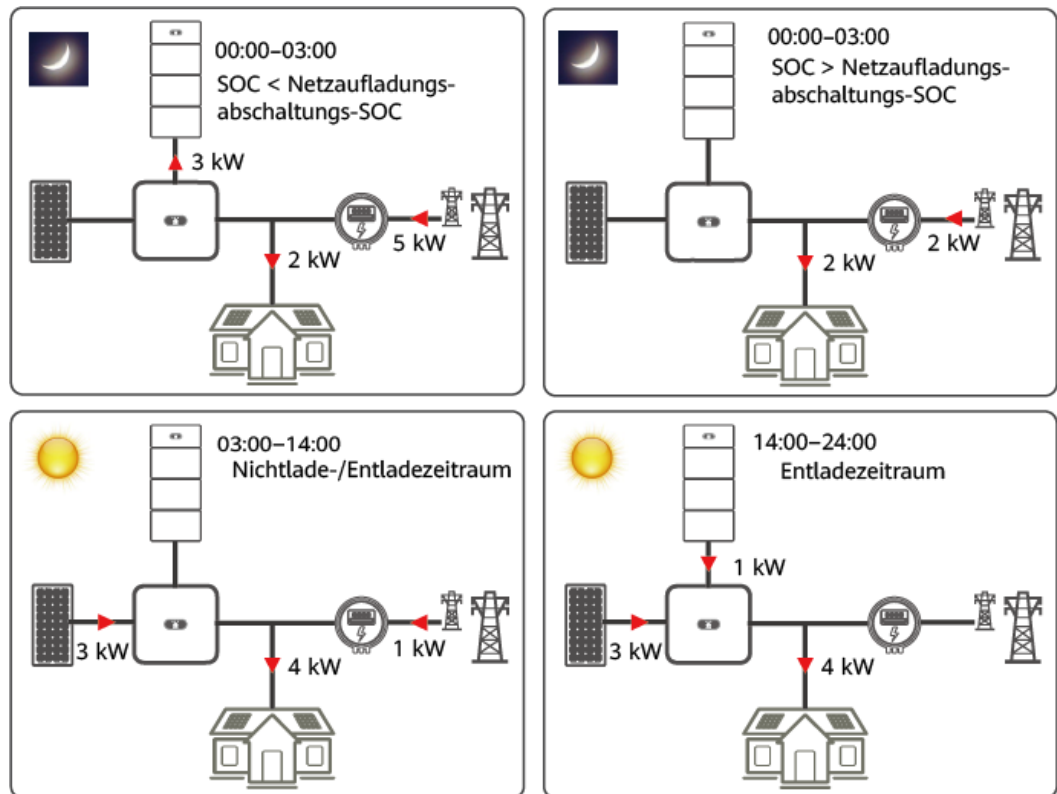 00:00–03:00
SOC < Netzaufladungs-
abschaltungs-SOC
3 kW
5 kW
2 kW
00:00–03:00
SOC > Netzaufladungs-
abschaltungs-SOC
2 kW
2 kW
03:00–14:00
Nichtlade-/Entladezeitraum
3 kW
1 kW
4 kW
14:00–24:00
Entladezeitraum
1 kW
3 kW
4 kW